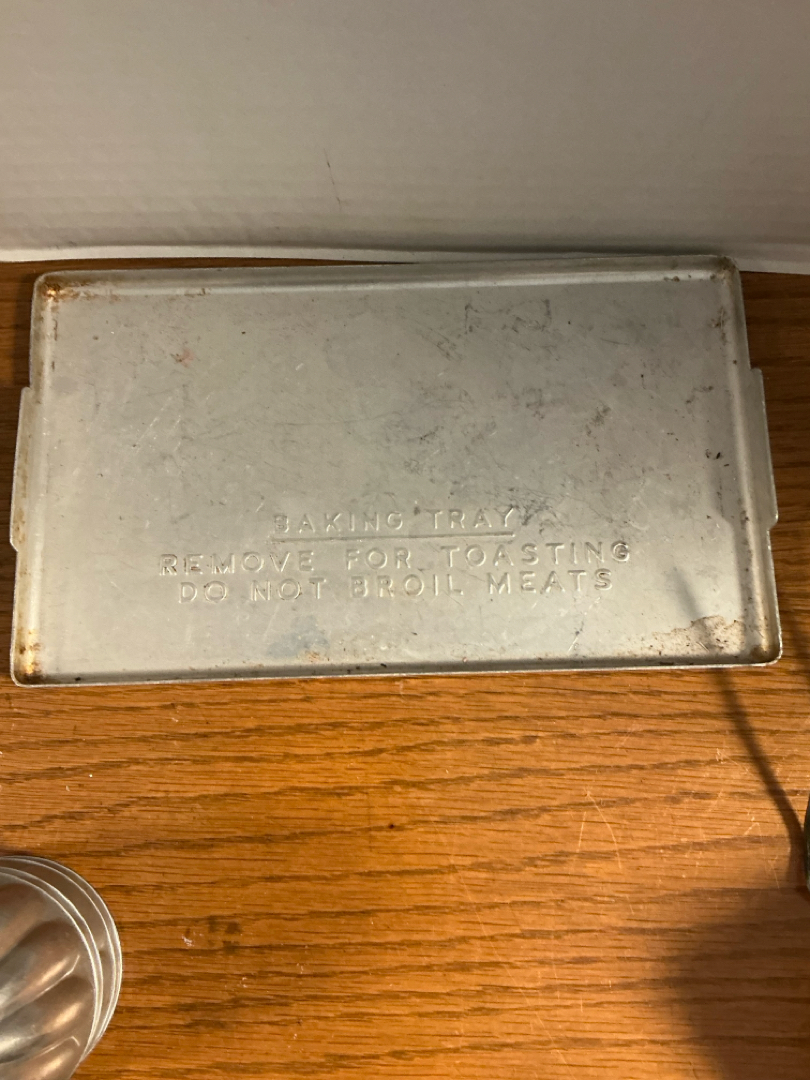 BAKING TRAY
REMOVE FOR TOASTING
DO NOT BROIL MEATS